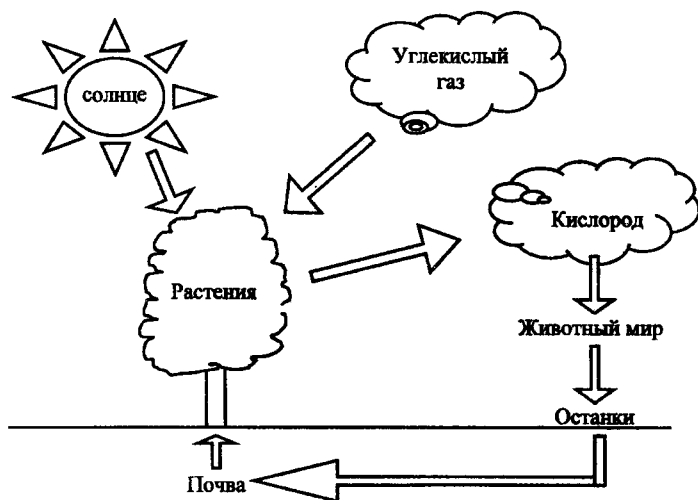 солнце
Углекислый
газ
Кислород
Растения
Животный мир
Останки
Почва